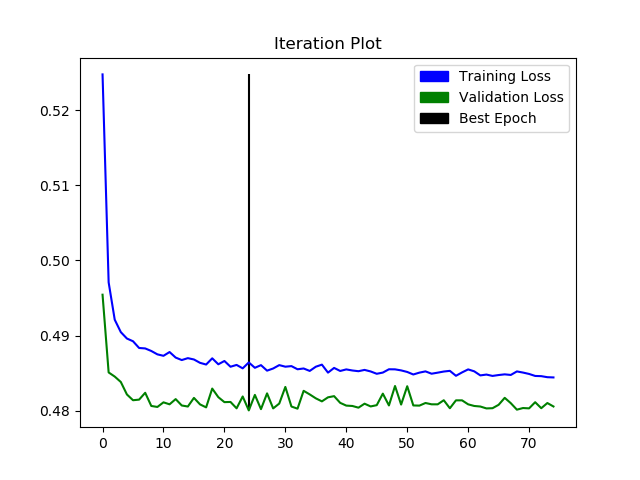 Iteration Plot
Training Loss
Validation Loss
Best Epoch
0.52
0.51
0.50
0.49
0.48
0 10 20 30 40 50 60 70